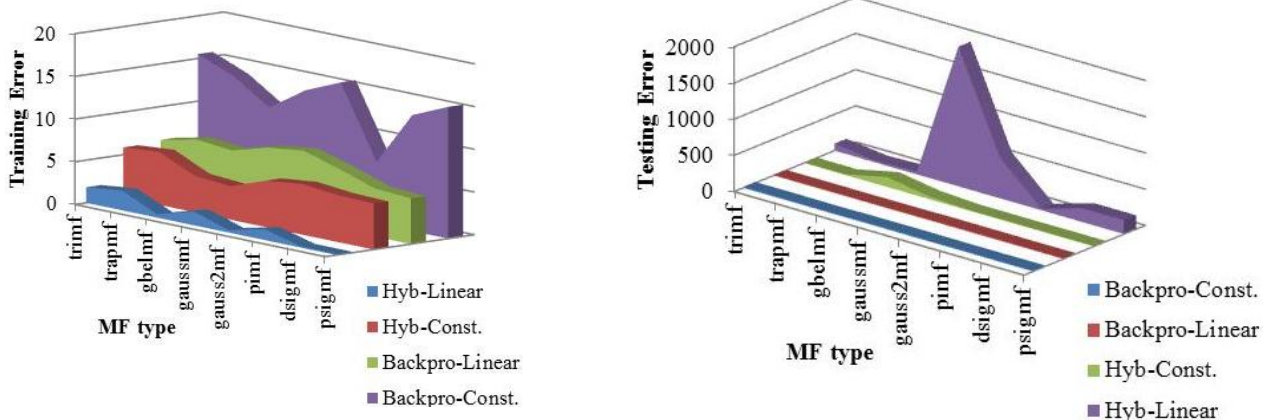 Training Error
20
15
10
5
0
trimf
trapmf
gbelmf
gaussmf
gauss2mf
pimf
dsigmf
psigmf
MF type
Hyb-Linear
Hyb-Const.
Backpro-Linear
Backpro-Const.
Testing Error
2000
1500
1000
500
0
trimf
trapmf
gbelmf
gaussmf
gauss2mf
pimf
dsigmf
psigmf
MF type
Backpro-Const.
Backpro-Linear
Hyb-Const.
Hyb-Linear